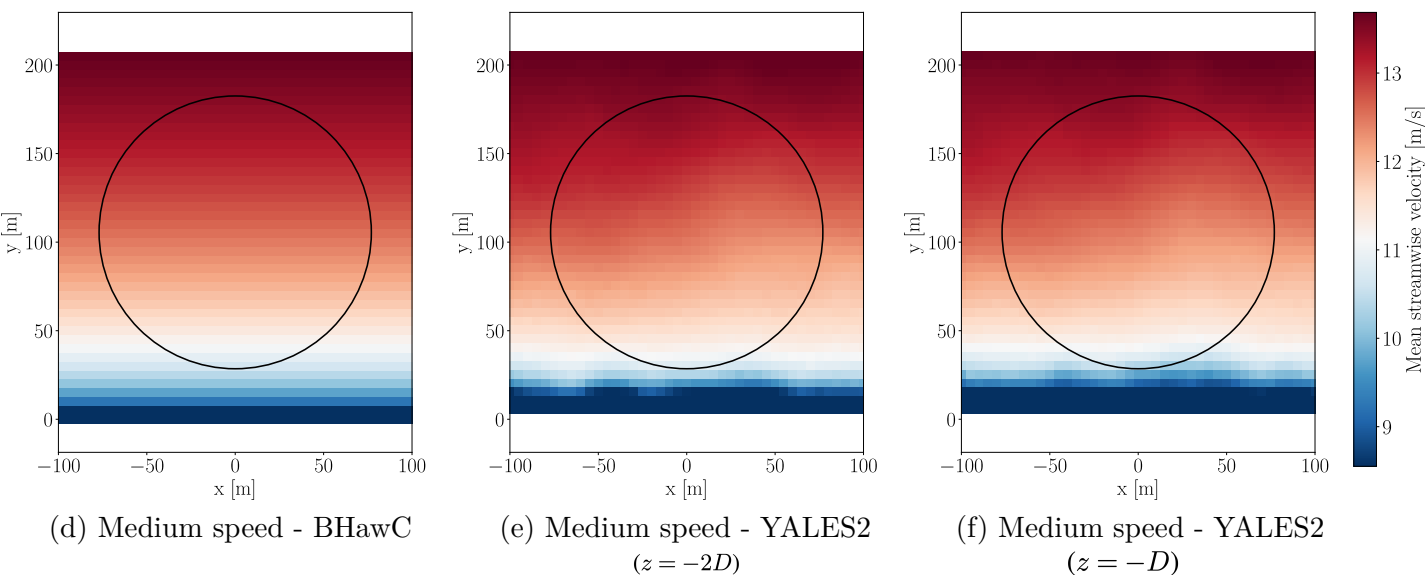 200
150
100
50
0
y [m]
−100
−50
0
50
100
x [m]
(d) Medium speed - BHawC
200
150
100
50
0
y [m]
−100
−50
0
50
100
x [m]
(e) Medium speed - YALES2
(z = −2D)
200
150
100
50
0
y [m]
−100
−50
0
50
100
x [m]
(f) Medium speed - YALES2
(z = −D)
13
12
11
10
9
Mean streamwise velocity [m/s]